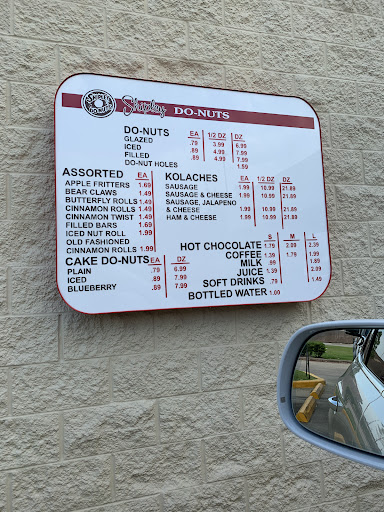 SHIPLEY DO-NUTS
Shipley DO-NUTS
DO-NUTS EA 1/2 DZ DZ
GLAZED .79 3.99 6.99
ICED .89 4.99 7.99
FILLED .89 4.99 7.99
DO-NUT HOLES 1.99
ASSORTED EA
APPLE FRITTERS 1.69
BEAR CLAWS 1.49
BUTTERFLY ROLLS 1.49
CINNAMON ROLLS 1.49
CINNAMON TWIST 1.49
FILLED BARS 1.69
ICED NUT ROLL 1.99
OLD FASHIONED
CINNAMON ROLLS 1.99
KOLACHES EA 1/2 DZ DZ
SAUSAGE 1.99 10.99 21.89
SAUSAGE & CHEESE 1.99 10.99 21.89
SAUSAGE, JALAPENO
& CHEESE 1.99 10.99 21.89
HAM & CHEESE 1.99 10.99 21.89
CAKE DO-NUTS EA DZ
PLAIN .79 6.99
ICED .89 7.99
BLUEBERRY .89 7.99
S M L
HOT CHOCOLATE 1.79 2.09 2.39
COFFEE 1.39 1.79 1.99
MILK .99 1.89
JUICE 1.39 2.09
SOFT DRINKS .79 1.49
BOTTLED WATER 1.00